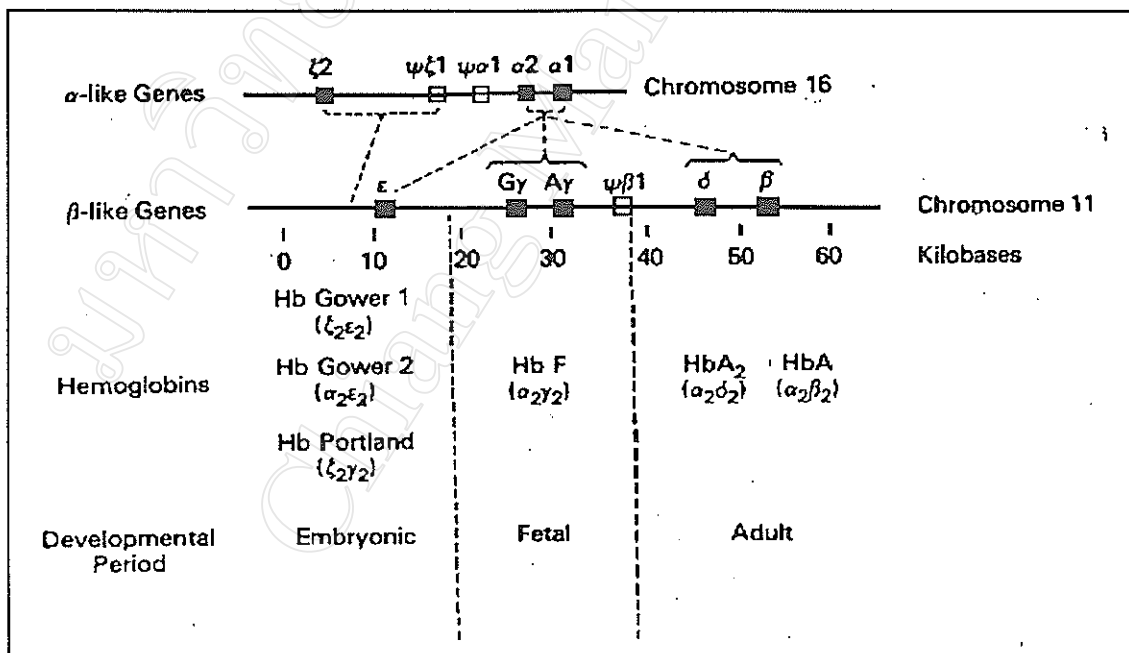 ζ2 ψζ1 ψα1 α2 α1
α-like Genes Chromosome 16
ε Gγ Aγ ψβ1 δ β
β-like Genes Chromosome 11
0 10 20 30 40 50 60 Kilobases
Hb Gower 1
(ζ₂ε₂)
Hb Gower 2 Hb F HbA₂ HbA
Hemoglobins (α₂ε₂) (α₂γ₂) (α₂δ₂) (α₂β₂)
Hb Portland
(ζ₂γ₂)
Developmental Embryonic Fetal Adult
Period
Chiang Mai